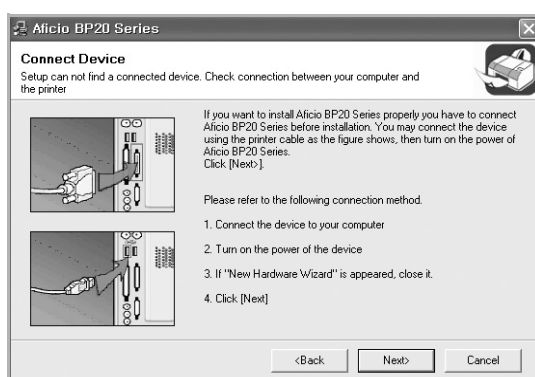 Aficio BP20 Series
Connect Device
Setup can not find a connected device. Check connection between your computer and
the printer
If you want to install Aficio BP20 Series properly you have to connect
Aficio BP20 Series before installation. You may connect the device
using the printer cable as the figure shows, then turn on the power of
Aficio BP20 Series.
Click [Next>].
Please refer to the following connection method.
1. Connect the device to your computer
2. Turn on the power of the device
3. If "New Hardware Wizard" is appeared, close it.
4. Click [Next]
<Back
Next>
Cancel